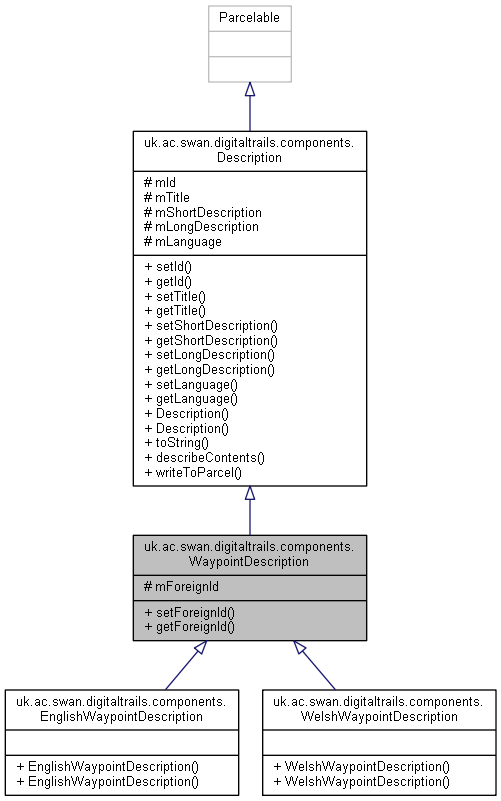 Parcelable
uk.ac.swan.digitaltrails.components.
Description
# mId
# mTitle
# mShortDescription
# mLongDescription
# mLanguage
+ setId()
+ getId()
+ setTitle()
+ getTitle()
+ setShortDescription()
+ getShortDescription()
+ setLongDescription()
+ getLongDescription()
+ setLanguage()
+ getLanguage()
+ Description()
+ Description()
+ toString()
+ describeContents()
+ writeToParcel()
uk.ac.swan.digitaltrails.components.
WaypointDescription
# mForeignId
+ setForeignId()
+ getForeignId()
uk.ac.swan.digitaltrails.components.
EnglishWaypointDescription
+ EnglishWaypointDescription()
+ EnglishWaypointDescription()
uk.ac.swan.digitaltrails.components.
WelshWaypointDescription
+ WelshWaypointDescription()
+ WelshWaypointDescription()